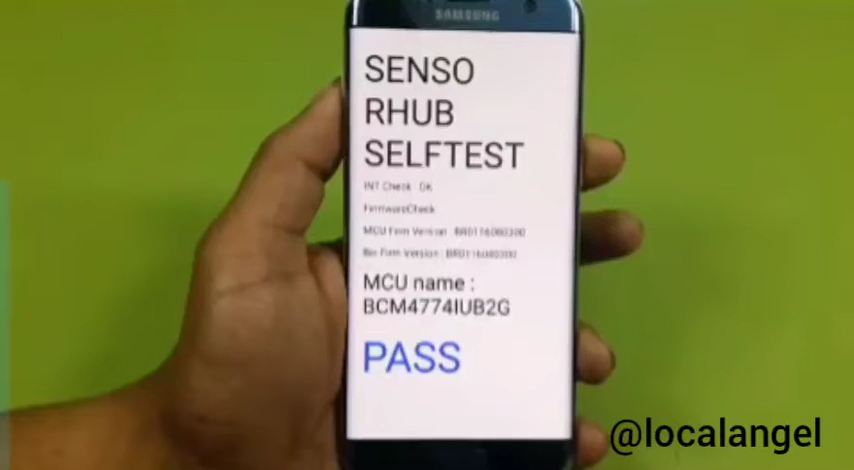 SAMSUNG
SENSO
RHUB
SELFTEST
INT Check : OK
FirmwareCheck
MCU Firm Version : BR0116080300
Bin Firm Version : BR0116080300
MCU name :
BCM4774IUB2G
PASS
@localangel